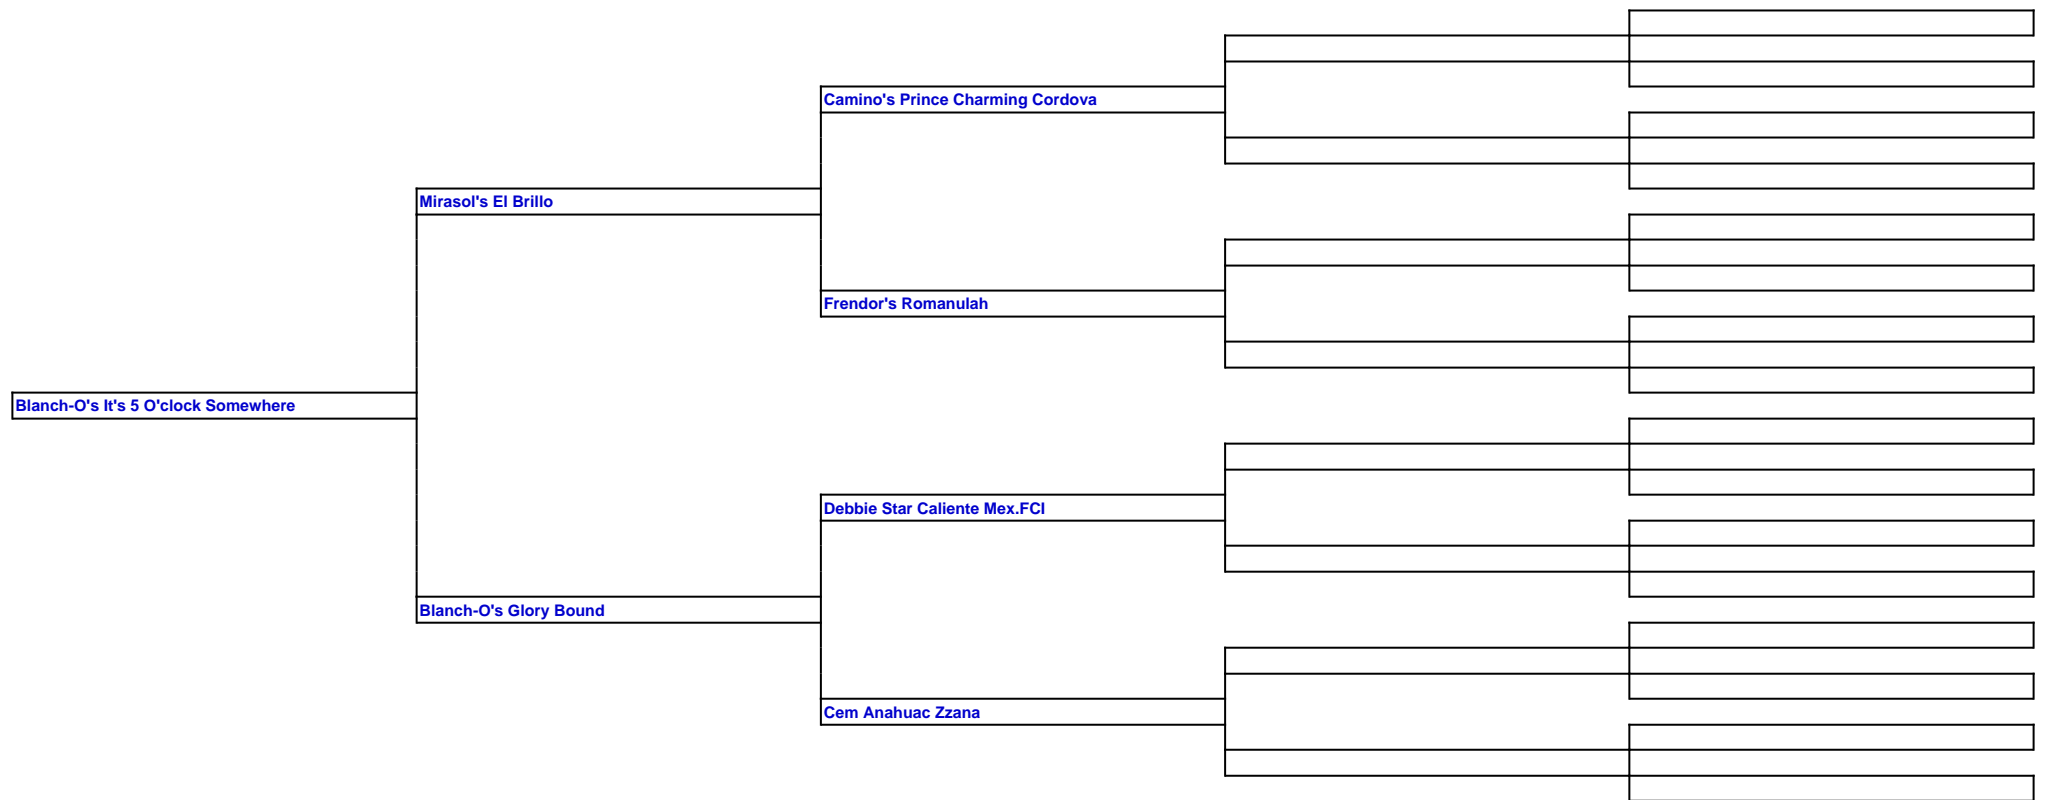 Camino's Prince Charming Cordova
Mirasol's El Brillo
Frendor's Romanulah
Blanch-O's It's 5 O'clock Somewhere
Debbie Star Caliente Mex.FCI
Blanch-O's Glory Bound
Cem Anahuac Zzana